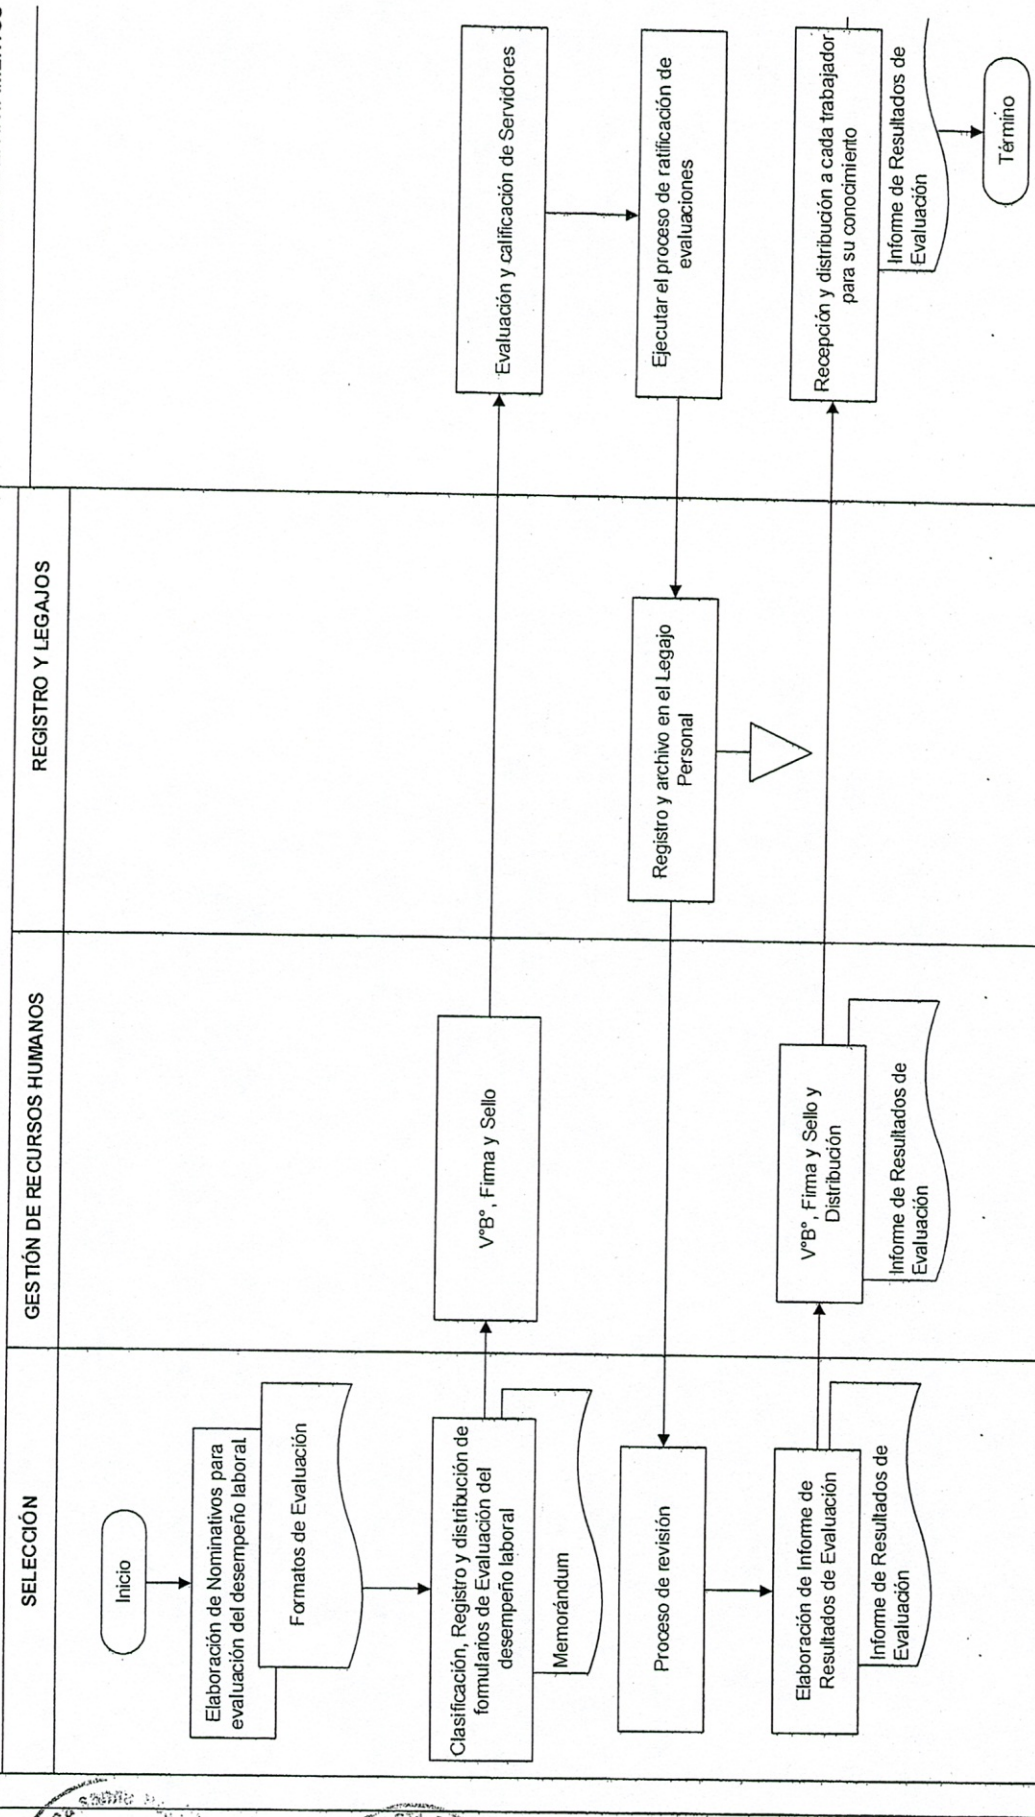 SELECCIÓN
GESTIÓN DE RECURSOS HUMANOS
REGISTRO Y LEGAJOS
Inicio
Elaboración de Nominativos para
evaluación del desempeño laboral
Formatos de Evaluación
Clasificación, Registro y distribución de
formularios de Evaluación del
desempeño laboral
Memorándum
V°B°, Firma y Sello
Evaluación y calificación de Servidores
Ejecutar el proceso de ratificación de
evaluaciones
Registro y archivo en el Legajo
Personal
Proceso de revisión
Elaboración de Informe de
Resultados de Evaluación
Informe de Resultados de
Evaluación
V°B°, Firma y Sello y
Distribución
Informe de Resultados de
Evaluación
Recepción y distribución a cada trabajador
para su conocimiento
Informe de Resultados de
Evaluación
Término